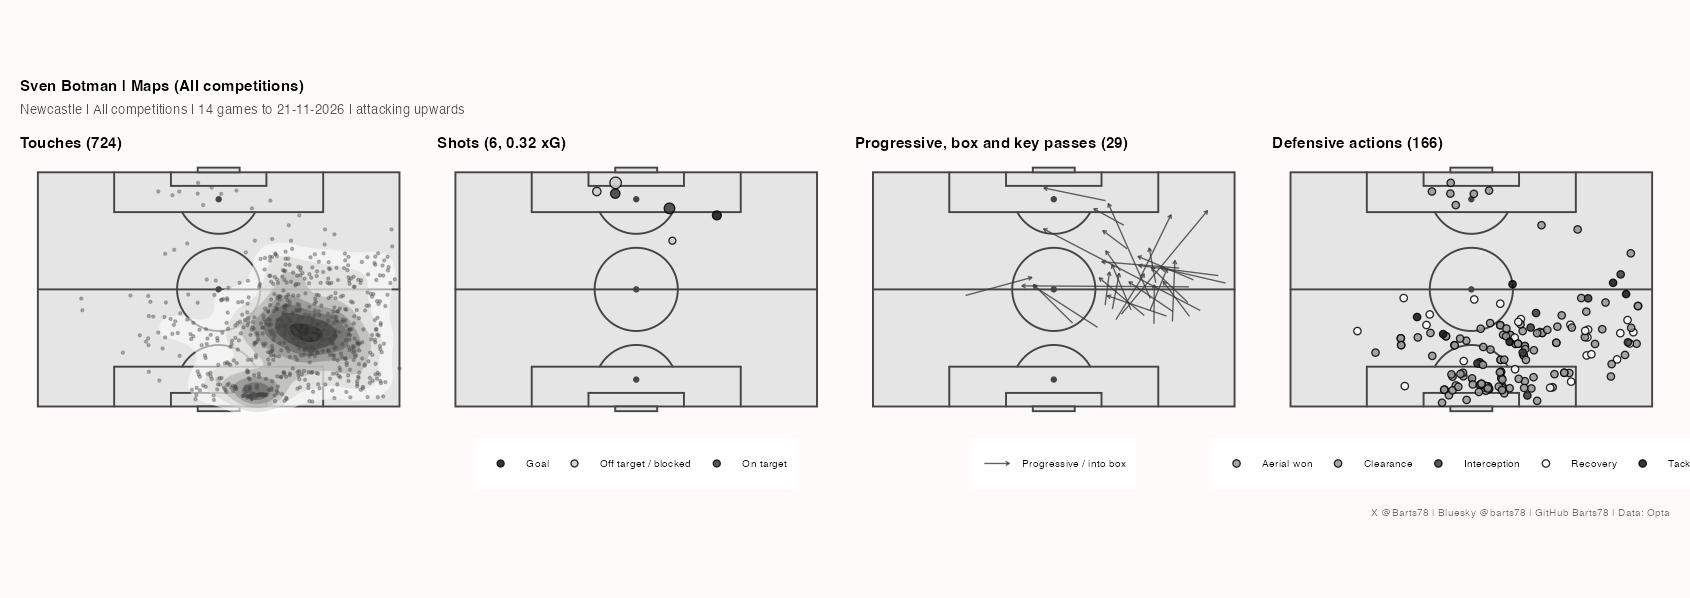 Sven Botman | Maps (All competitions)
Newcastle | All competitions | 14 games to 21-11-2026 | attacking upwards
Touches (724)
Shots (6, 0.32 xG)
Progressive, box and key passes (29)
Defensive actions (166)
Goal
Off target / blocked
On target
Progressive / into box
Aerial won
Clearance
Interception
Recovery
Tack
X @Barts78 | Bluesky @barts78 | GitHub Barts78 | Data: Opta